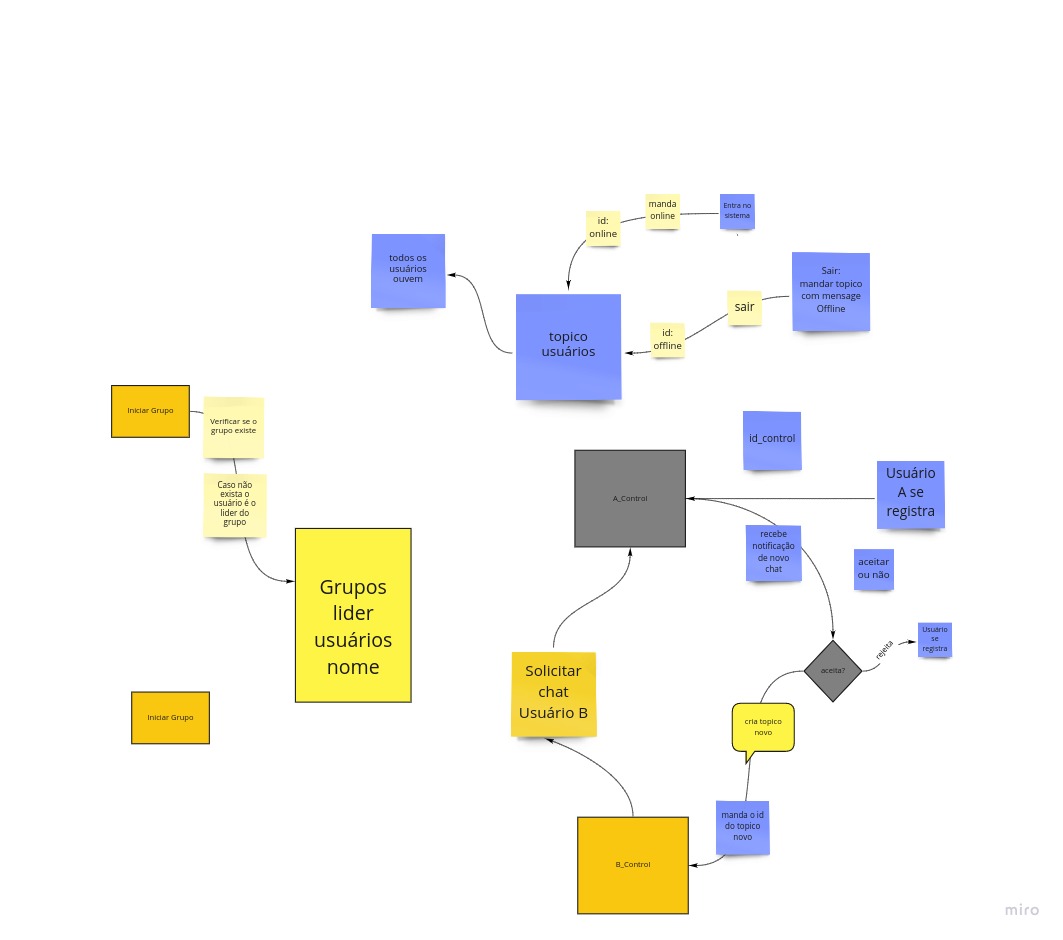 Entra no
sistema
manda
online
id:
online
todos os
usuários
ouvem
topico
usuários
Sair:
mandar topico
com mensage
Offline
sair
id:
offline
Iniciar Grupo
Verificar se o
grupo existe
Caso não
exista o
usuário é o
lider do
grupo
Grupos
lider
usuários
nome
Iniciar Grupo
id_control
A_Control
Usuário
A se
registra
recebe
notificação
de novo
chat
aceitar
ou não
aceita?
rejeita
Usuário
se
registra
Solicitar
chat
Usuário B
cria topico
novo
manda o id
do topico
novo
B_Control
miro